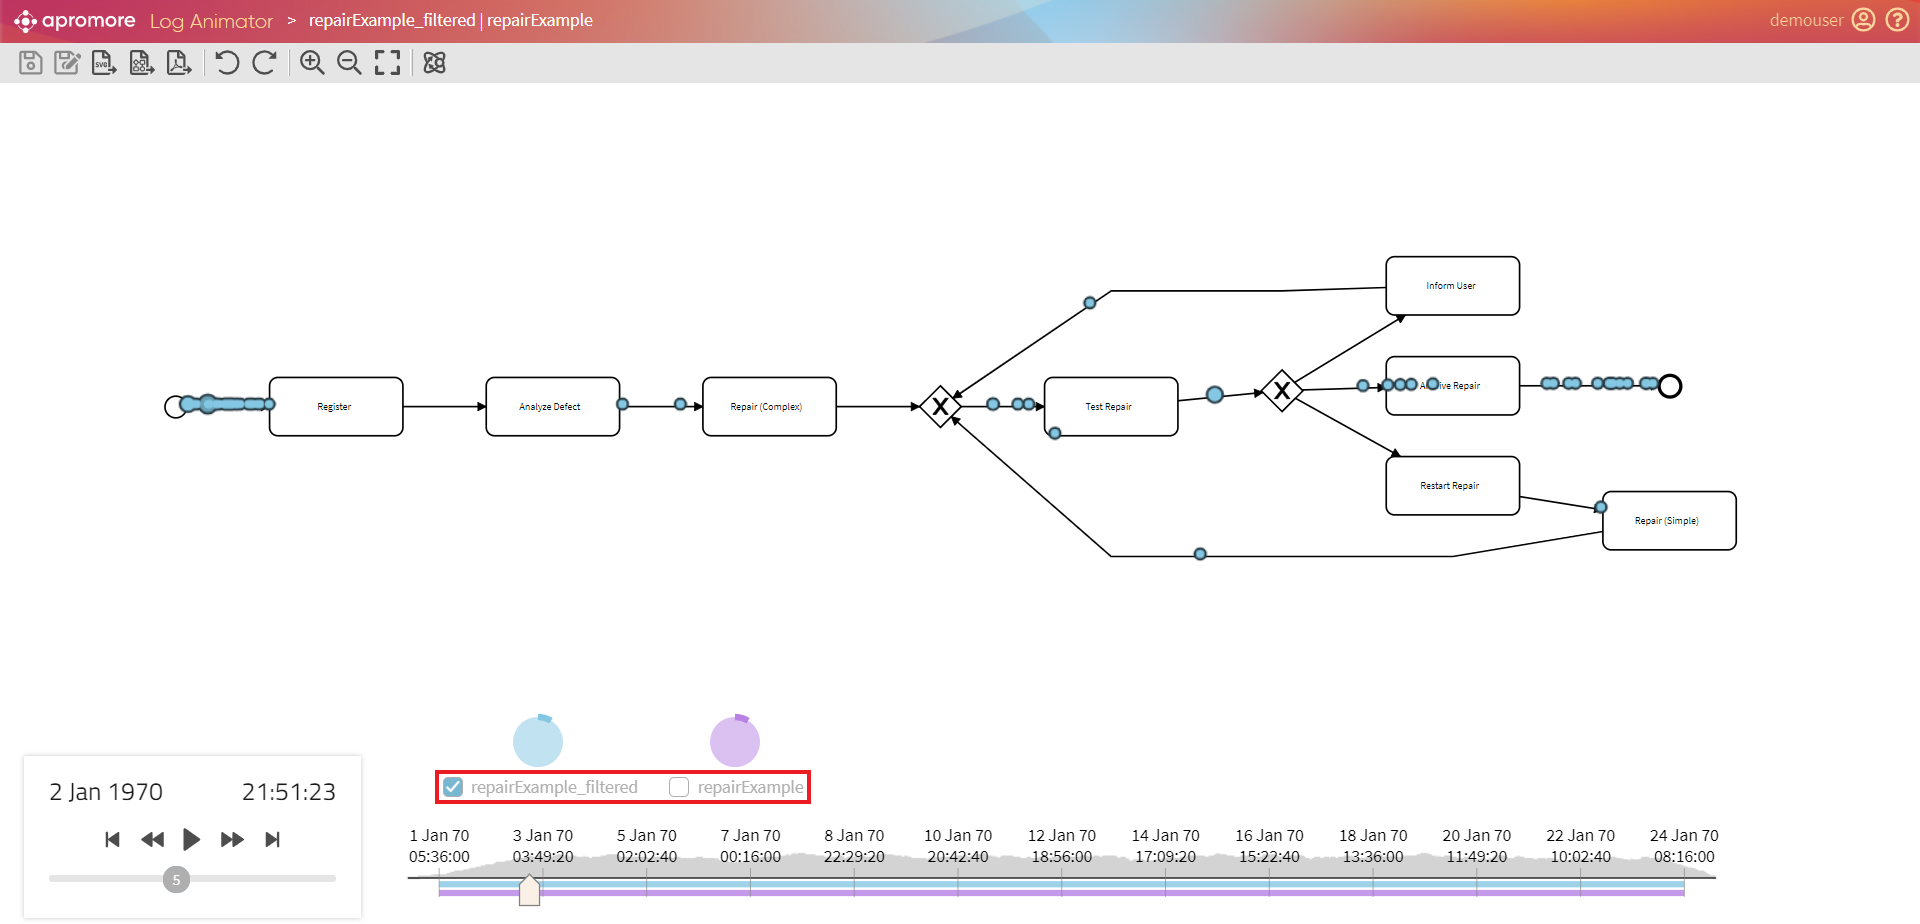 apromore Log Animator > repairExample_filtered | repairExample
demouser
SVG
Inform User
Register
Analyze Defect
Repair (Complex)
X
Test Repair
X
Repair
Restart Repair
Repair (Simple)
2 Jan 1970 21:51:23
5
repairExample_filtered repairExample
1 Jan 70 3 Jan 70 5 Jan 70 7 Jan 70 8 Jan 70 10 Jan 70 12 Jan 70 14 Jan 70 16 Jan 70 18 Jan 70 20 Jan 70 22 Jan 70 24 Jan 70
05:36:00 03:49:20 02:02:40 00:16:00 22:29:20 20:42:40 18:56:00 17:09:20 15:22:40 13:36:00 11:49:20 10:02:40 08:16:00